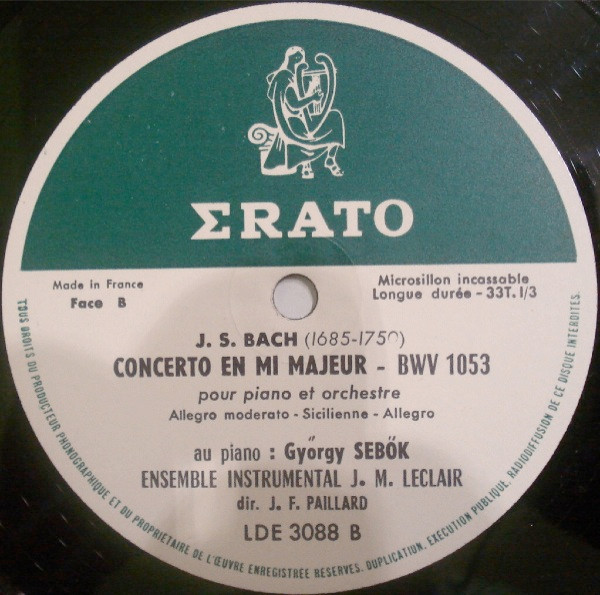 ΣRATO
Made in France
Face B
Microsillon incassable
Longue durée - 33T.1/3
J. S. BACH (1685-1750)
CONCERTO EN MI MAJEUR - BWV 1053
pour piano et orchestre
Allegro moderato - Sicilienne - Allegro
au piano : Győrgy SEBŐK
ENSEMBLE INSTRUMENTAL J. M. LECLAIR
dir. J. F. PAILLARD
LDE 3088 B
TOUS DROITS DU PRODUCTEUR PHONOGRAPHIQUE ET DU PROPRIÉTAIRE DE L'ŒUVRE ENREGISTRÉE RÉSERVES. DUPLICATION. EXÉCUTION PUBLIQUE. RADIODIFFUSION DE CE DISQUE INTERDITES.